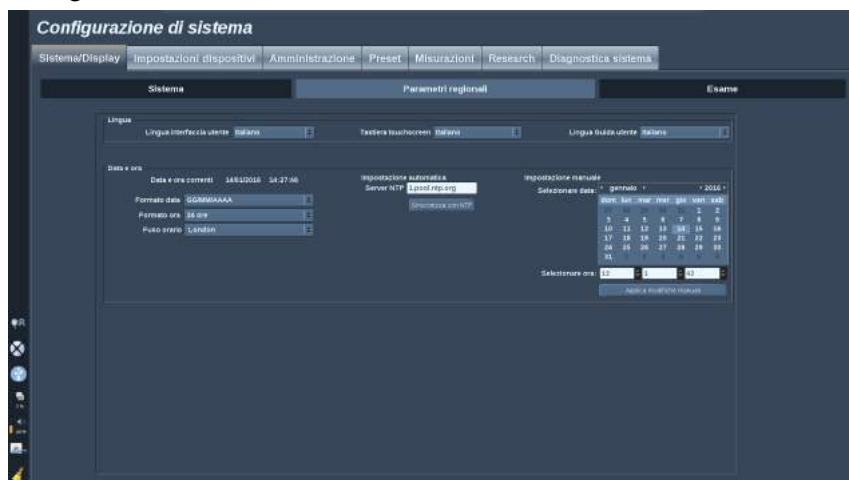 Configurazione di sistema
Sistema/Display Impostazioni dispositivi Amministrazione Preset Misurazioni Research Diagnostica sistema
Sistema Parametri regionali Esame
Lingua
Lingua interfaccia utente Italiano Tastiera touchscreen Italiano Lingua Guida utente Italiano
Data e ora
Data e ora correnti 14/01/2016 14:27:46
Formato data GG/MM/AAAA
Formato ora 24 ore
Fuso orario London
Impostazione automatica
Server NTP 1.pool.ntp.org
Sincronizza con NTP
Impostazione manuale
Selezionare data: gennaio 2016
dom lun mar mer gio ven sab
1 2
3 4 5 6 7 8 9
10 11 12 13 14 15 16
17 18 19 20 21 22 23
24 25 26 27 28 29 30
31
Selezionare ora: 12 1 42
Applica modifiche manuali